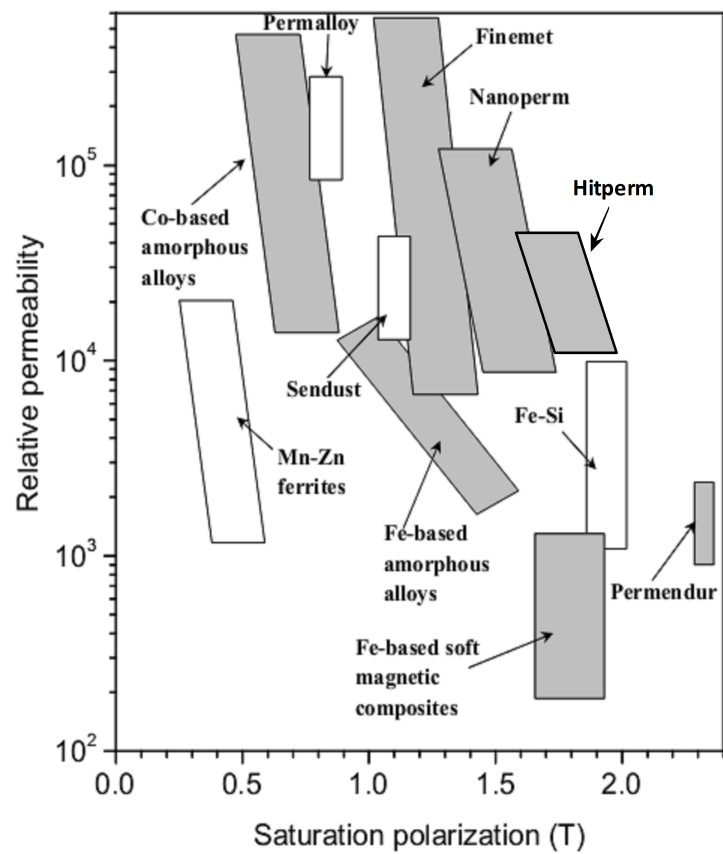 Permalloy
Finemet
Nanoperm
10^5
Hitperm
Co-based
amorphous
alloys
10^4
Sendust
Fe-Si
Mn-Zn
ferrites
Fe-based
amorphous
alloys
10^3
Permendur
Fe-based soft
magnetic
composites
10^2
Relative permeability
0.0 0.5 1.0 1.5 2.0
Saturation polarization (T)